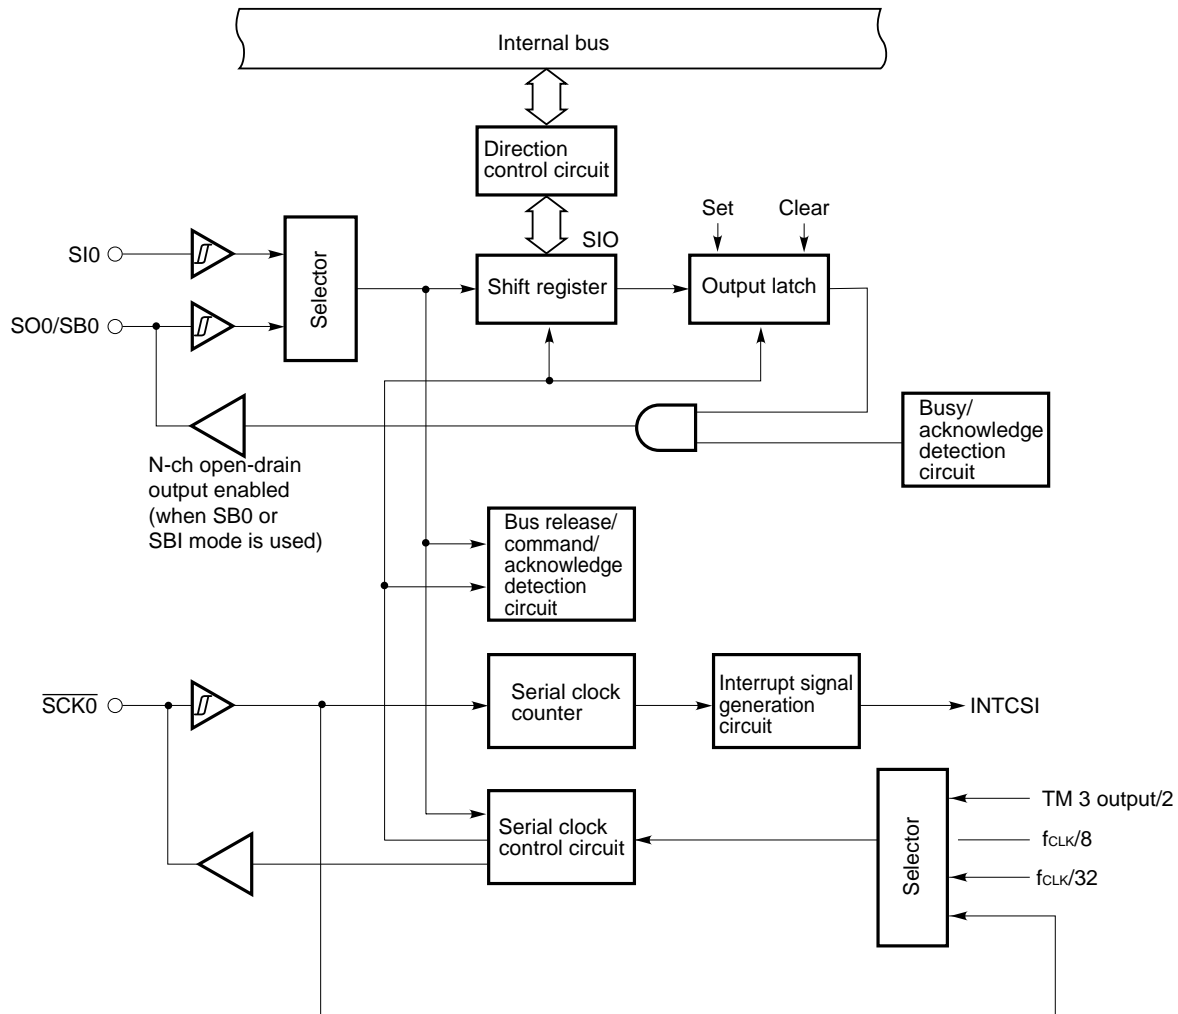 Internal bus
Direction
control circuit
Set
Clear
SIO
SI0
Selector
Shift register
Output latch
SO0/SB0
Busy/
acknowledge
detection
circuit
N-ch open-drain
output enabled
(when SB0 or
SBI mode is used)
Bus release/
command/
acknowledge
detection
circuit
SCK0
Serial clock
counter
Interrupt signal
generation
circuit
INTCSI
Serial clock
control circuit
Selector
TM 3 output/2
fCLK/8
fCLK/32